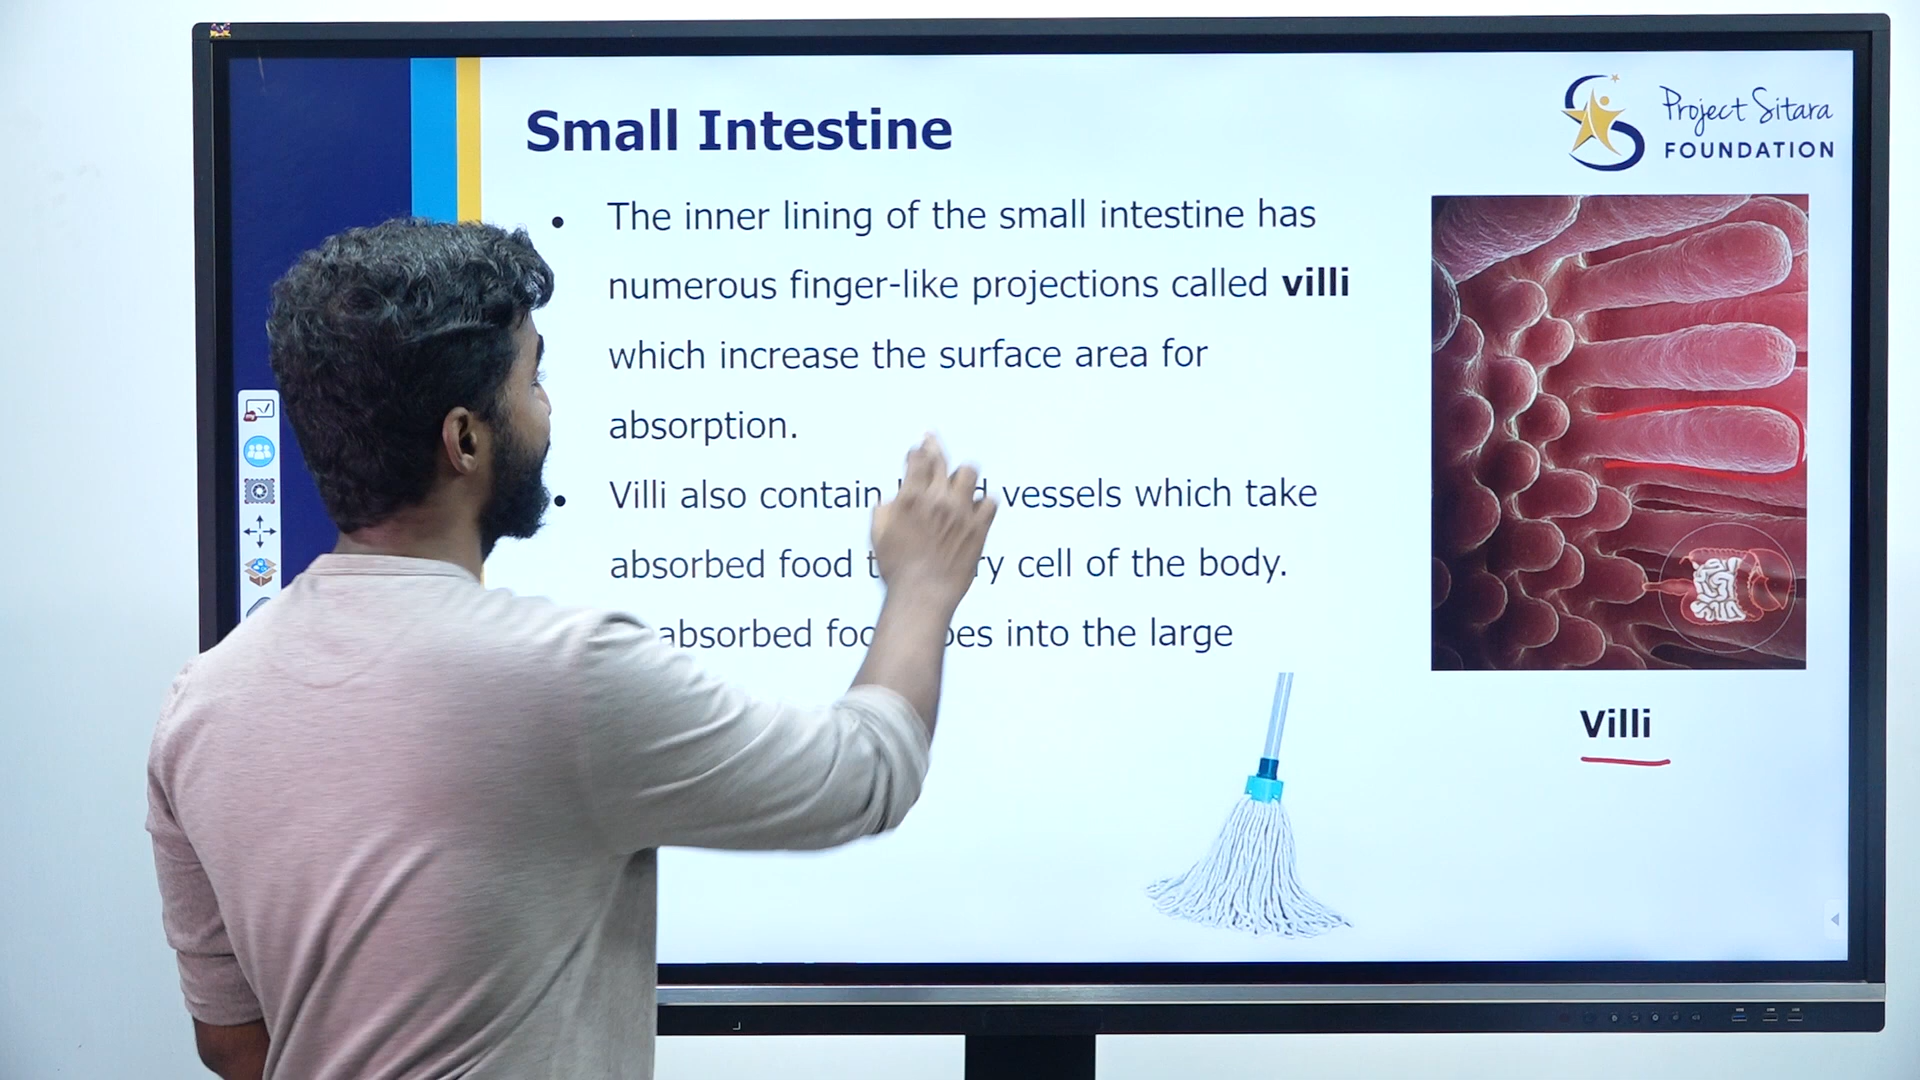 Small Intestine
Project Sitara
FOUNDATION
• The inner lining of the small intestine has
numerous finger-like projections called villi
which increase the surface area for
absorption.
• Villi also contain vessels which take
absorbed food cell of the body.
absorbed into the large
Villi